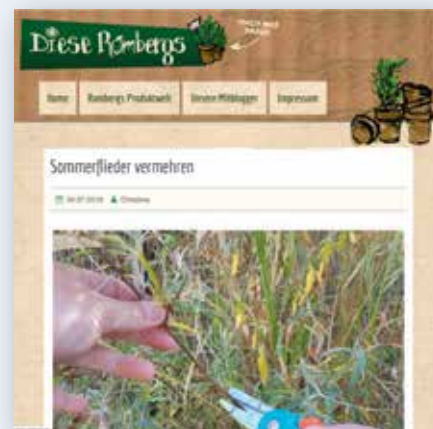 Diese Rombergs
Home
Rombergs Produktwelt
Unsere Mitblogger
Impressum
Sommerflieder vermehren
Christina